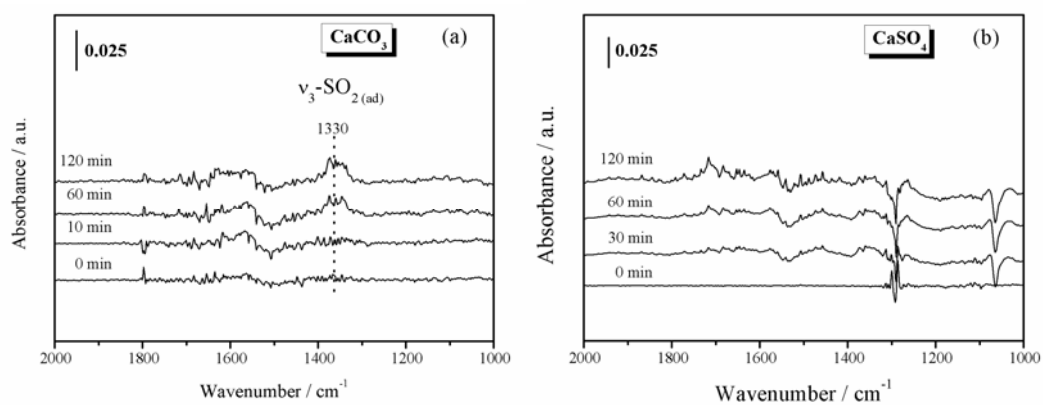 CaCO3
(a)
0.025
ν3-SO2 (ad)
1330
120 min
60 min
10 min
0 min
Absorbance / a.u.
2000 1800 1600 1400 1200 1000
Wavenumber / cm-1
CaSO4
(b)
0.025
120 min
60 min
30 min
0 min
Absorbance / a.u.
2000 1800 1600 1400 1200 1000
Wavenumber / cm-1